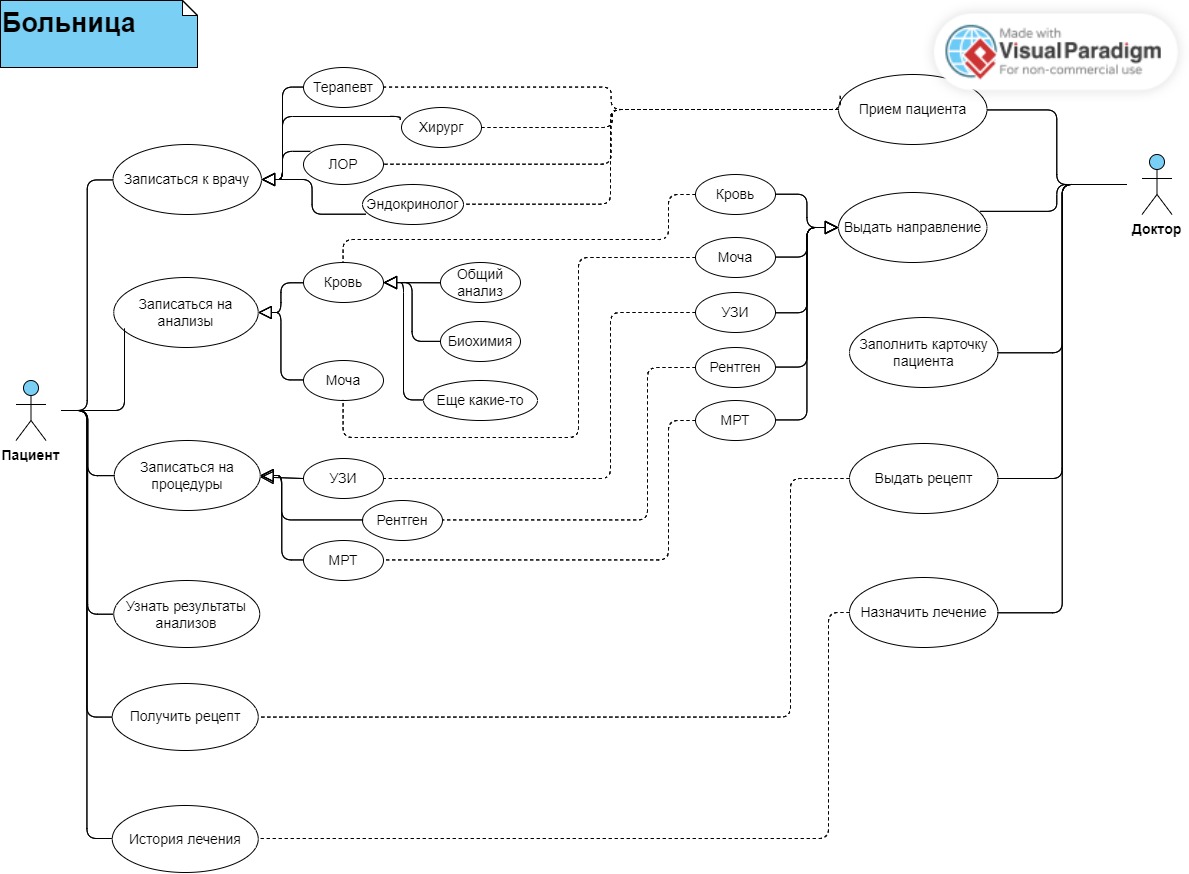 Больница
Made with
VisualParadigm
For non-commercial use
Терапевт
Хирург
ЛОР
Эндокринолог
Записаться к врачу
Прием пациента
Доктор
Кровь
Моча
УЗИ
Рентген
МРТ
Выдать направление
Записаться на
анализы
Кровь
Общий
анализ
Биохимия
Еще какие-то
Моча
Заполнить карточку
пациента
Пациент
Записаться на
процедуры
УЗИ
Рентген
МРТ
Выдать рецепт
Узнать результаты
анализов
Назначить лечение
Получить рецепт
История лечения